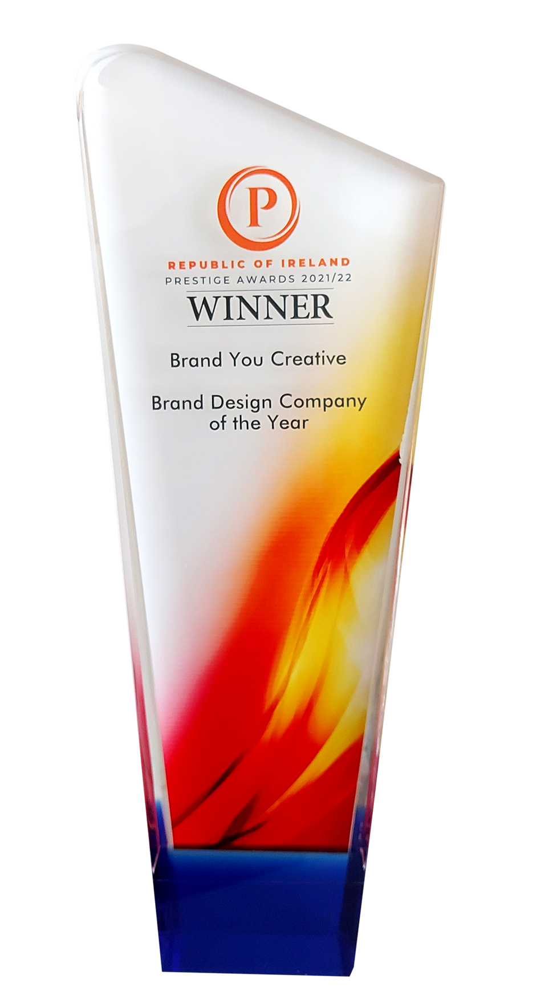 P
REPUBLIC OF IRELAND
PRESTIGE AWARDS 2021/22
WINNER
Brand You Creative
Brand Design Company
of the Year